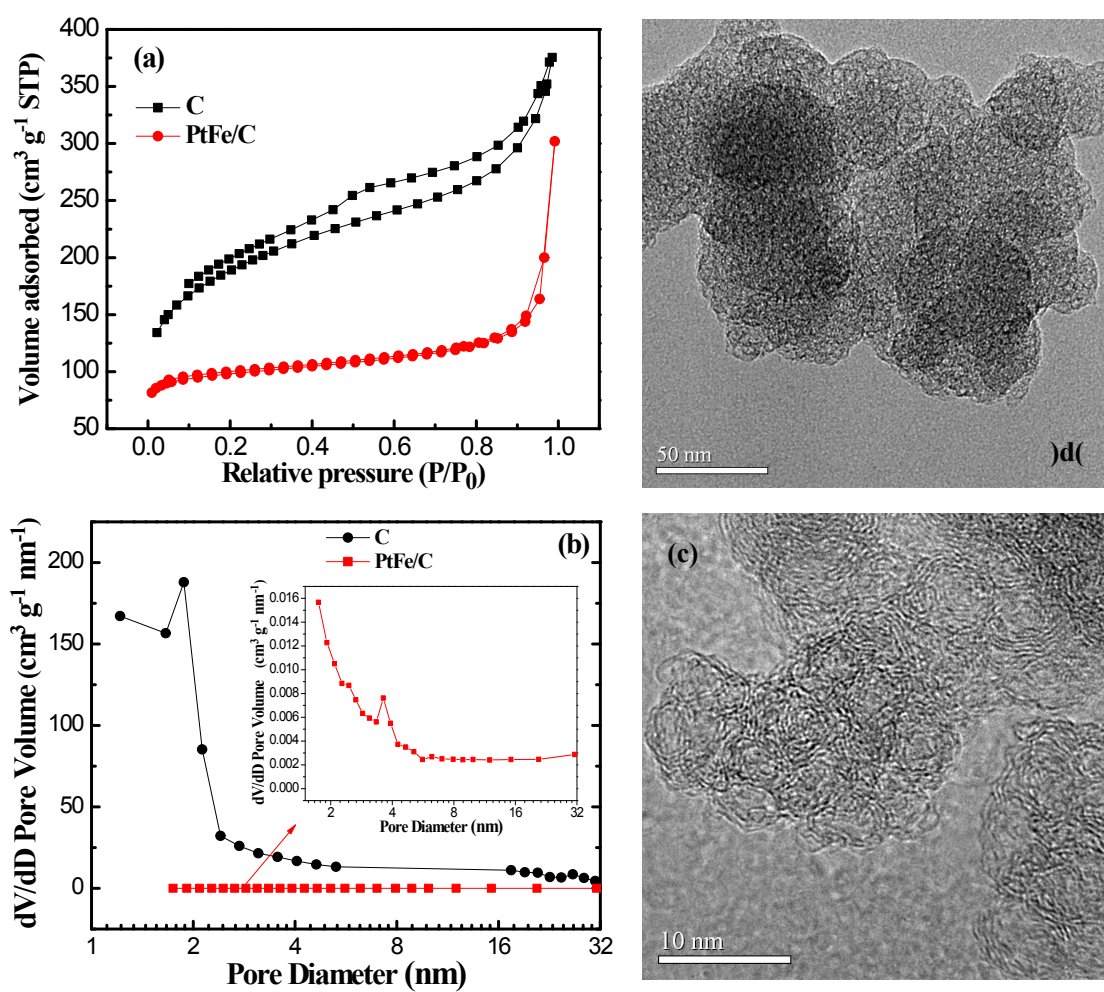 (a)
C
PtFe/C
400
350
300
250
200
150
100
50
Volume adsorbed (cm³ g⁻¹ STP)
0.0 0.2 0.4 0.6 0.8 1.0
Relative pressure (P/P₀)
50 nm
)d(
(b)
C
PtFe/C
200
150
100
50
0
dV/dD Pore Volume (cm³ g⁻¹ nm⁻¹)
0.016
0.014
0.012
0.010
0.008
0.006
0.004
0.002
0.000
dV/dD Pore Volume (cm³ g⁻¹ nm⁻¹)
2 4 8 16 32
Pore Diameter (nm)
1 2 4 8 16 32
Pore Diameter (nm)
(c)
10 nm